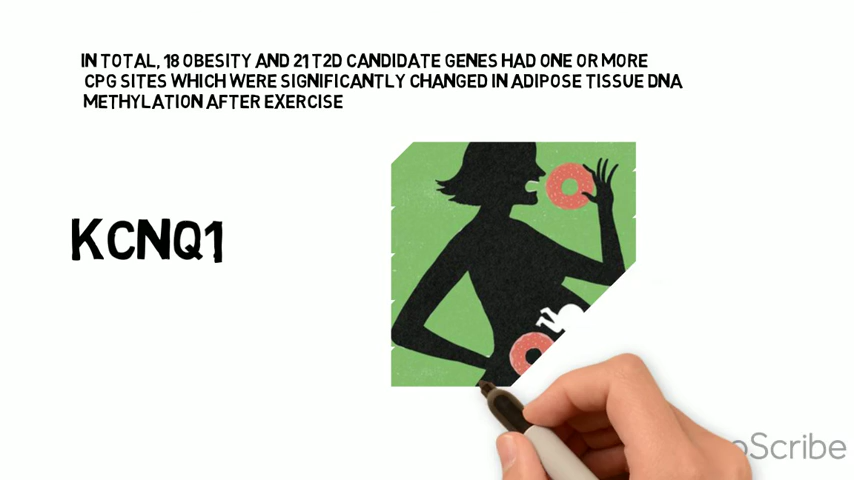 IN TOTAL, 18 OBESITY AND 21 T2D CANDIDATE GENES HAD ONE OR MORE
CPG SITES WHICH WERE SIGNIFICANTLY CHANGED IN ADIPOSE TISSUE DNA
METHYLATION AFTER EXERCISE
KCNQ1
oScribe